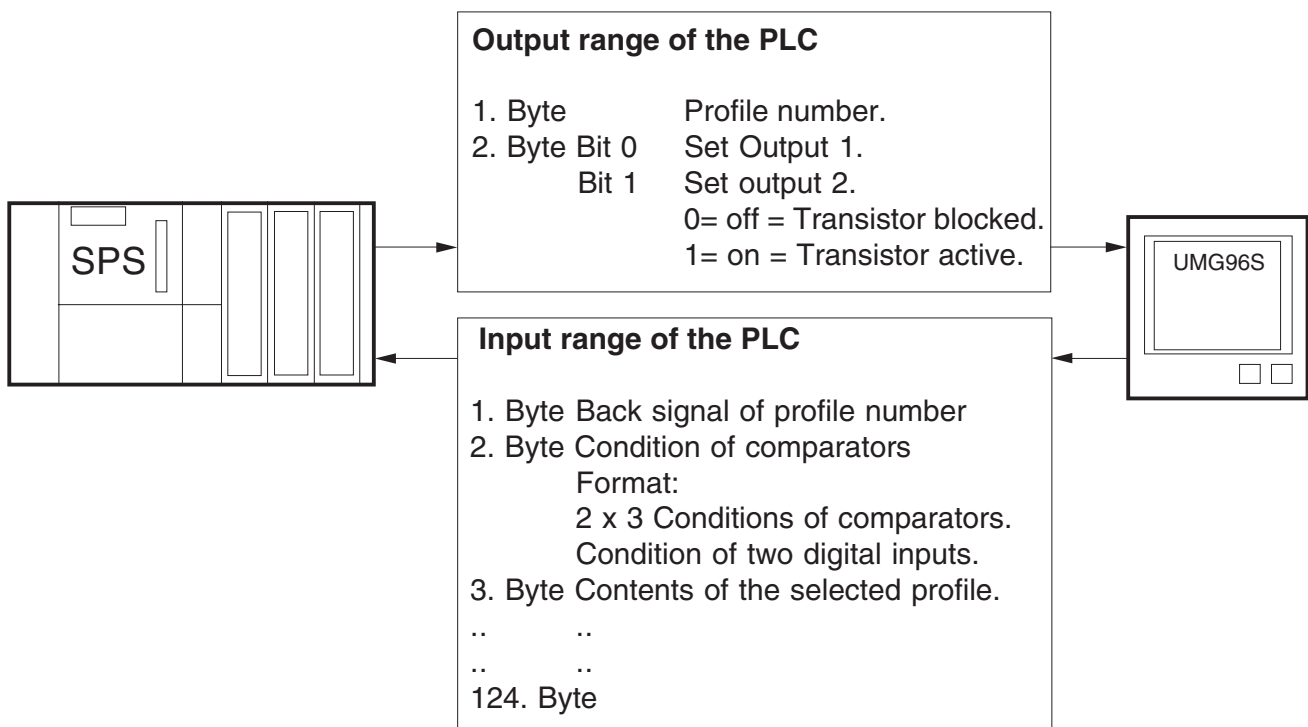 Output range of the PLC
1. Byte Profile number.
2. Byte Bit 0 Set Output 1.
Bit 1 Set output 2.
0= off = Transistor blocked.
1= on = Transistor active.
SPS
UMG96S
Input range of the PLC
1. Byte Back signal of profile number
2. Byte Condition of comparators
Format:
2 x 3 Conditions of comparators.
Condition of two digital inputs.
3. Byte Contents of the selected profile.
.. ..
.. ..
124. Byte